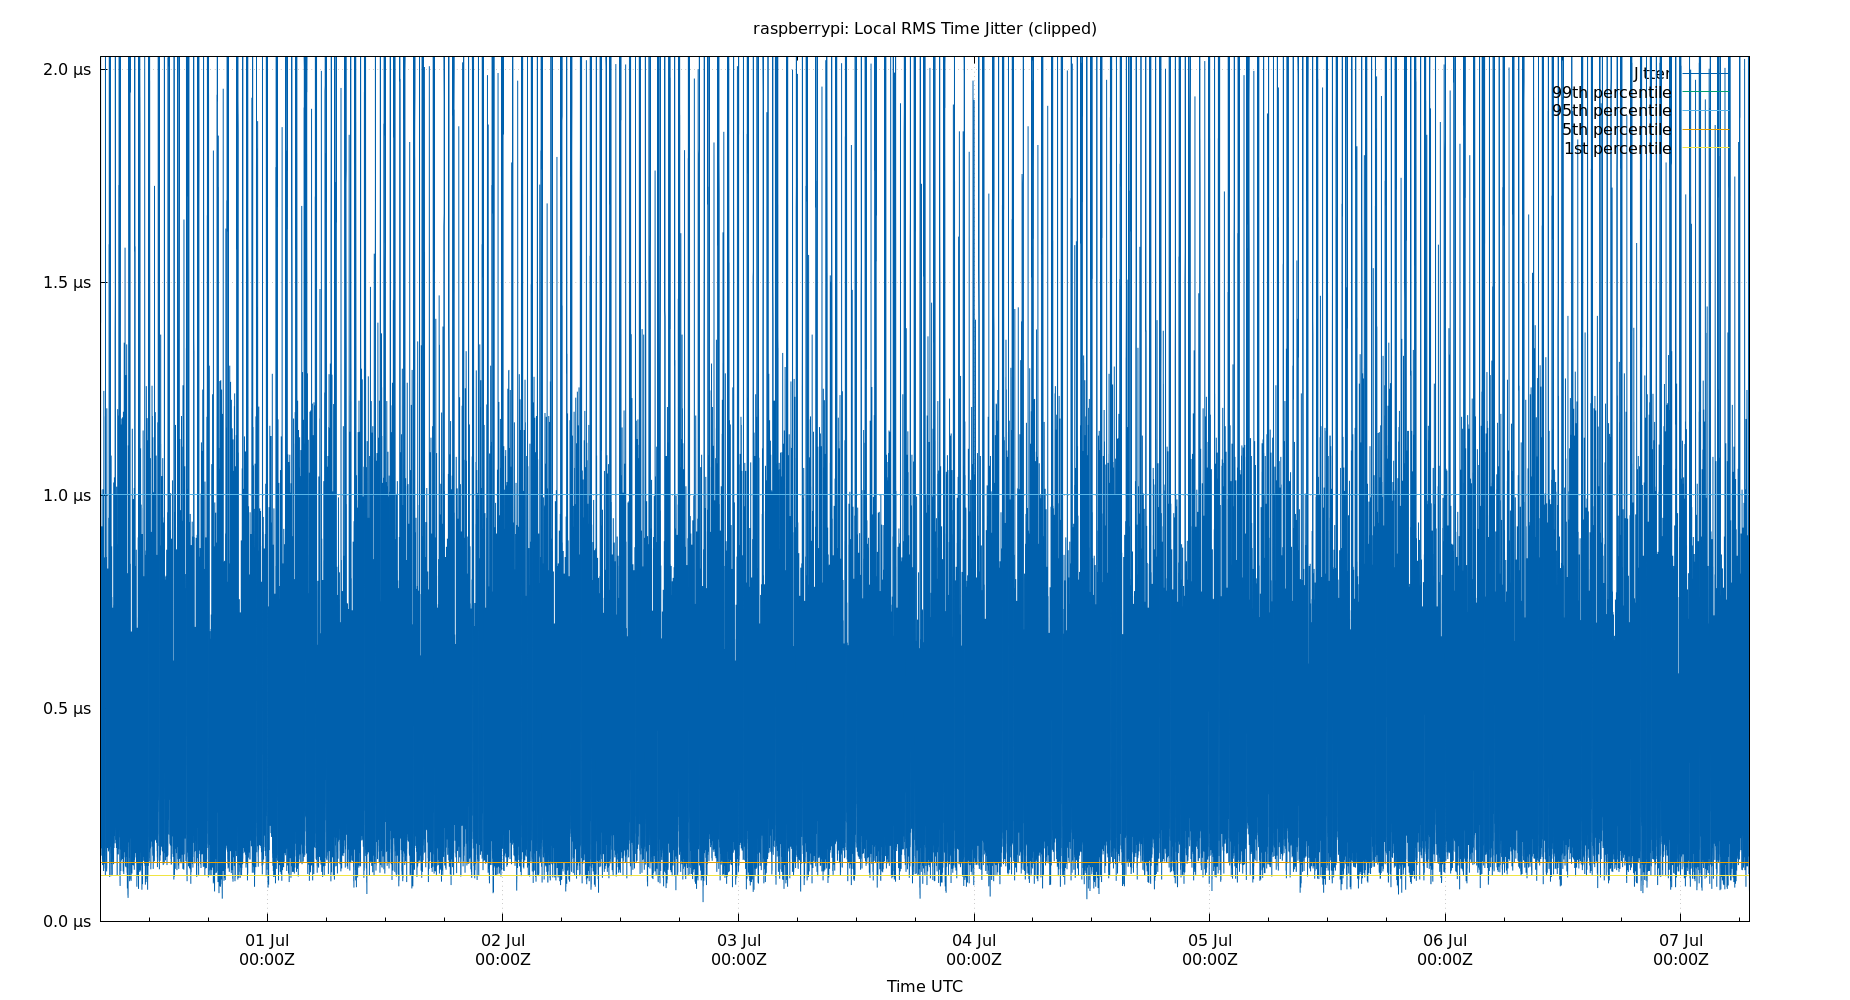 raspberrypi: Local RMS Time Jitter (clipped)
2.0 µs
Jitter
99th percentile
95th percentile
5th percentile
1st percentile
1.5 µs
1.0 µs
0.5 µs
0.0 µs
01 Jul 02 Jul 03 Jul 04 Jul 05 Jul 06 Jul 07 Jul
00:00Z 00:00Z 00:00Z 00:00Z 00:00Z 00:00Z 00:00Z
Time UTC